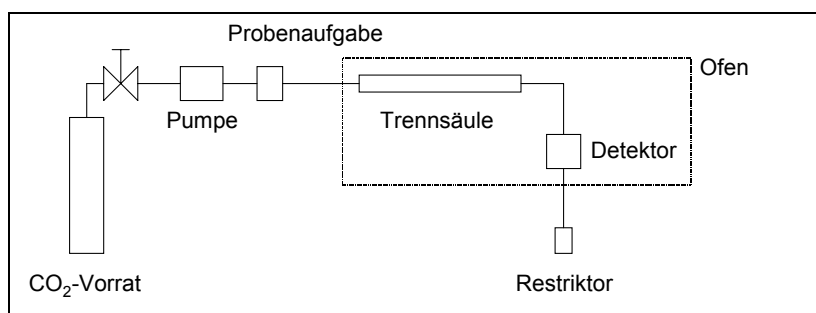 Probenaufgabe
Ofen
Pumpe
Trennsäule
Detektor
CO₂-Vorrat
Restriktor